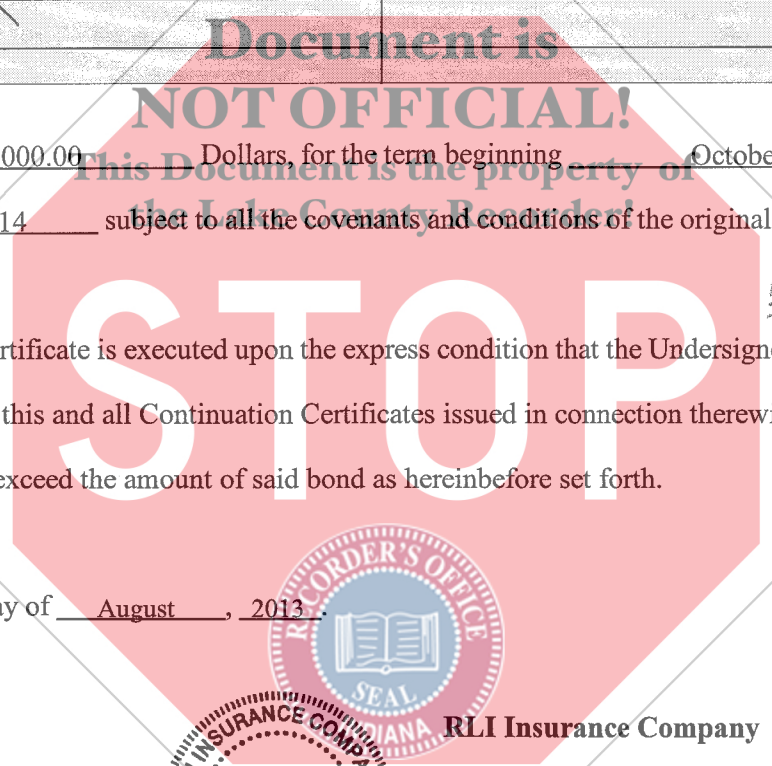 Document is
NOT OFFICIAL!
000.00 Dollars, for the term beginning Octobe
This Document is the property of
14 subject to all the covenants and conditions of the original
the Lake County Recorder!
STOP
rtificate is executed upon the express condition that the Undersign
this and all Continuation Certificates issued in connection therew
exceed the amount of said bond as hereinbefore set forth.
RECORDER'S OFFICE
ay of August, 2013.
SEAL
INDIANA
INSURANCE COMPA
RLI Insurance Company